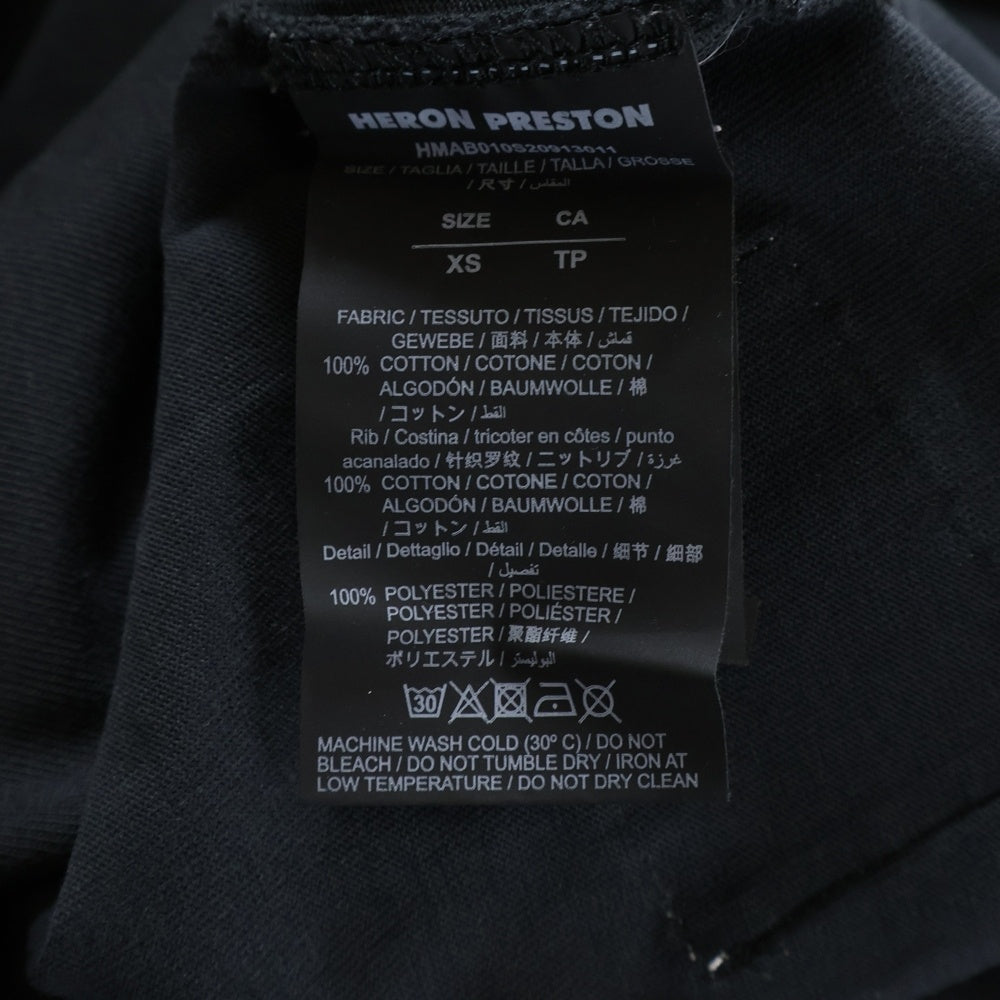 HERON PRESTON
HMAB010S20913011
SIZE / TAGLIA / TAILLE / TALLA / GROSSE
/ 尺寸 / المقاس
SIZE CA
XS TP
FABRIC / TESSUTO / TISSUS / TEJIDO /
GEWEBE / 面料 / 本体 / قماش
100% COTTON / COTONE / COTON /
ALGODÓN / BAUMWOLLE / 棉
/ コットン / القط
Rib / Costina / tricoter en côtes / punto
acanalado / 针织罗纹 / ニットリブ / غرزة
100% COTTON / COTONE / COTON /
ALGODÓN / BAUMWOLLE / 棉
/ コットン / القط
Detail / Dettaglio / Détail / Detalle / 细节 / 細部
/ تفصيل
100% POLYESTER / POLIESTERE /
POLYESTER / POLIÉSTER /
POLYESTER / 聚酯纤维 /
ポリエステル / البوليستر
30
MACHINE WASH COLD (30º C) / DO NOT
BLEACH / DO NOT TUMBLE DRY / IRON AT
LOW TEMPERATURE / DO NOT DRY CLEAN